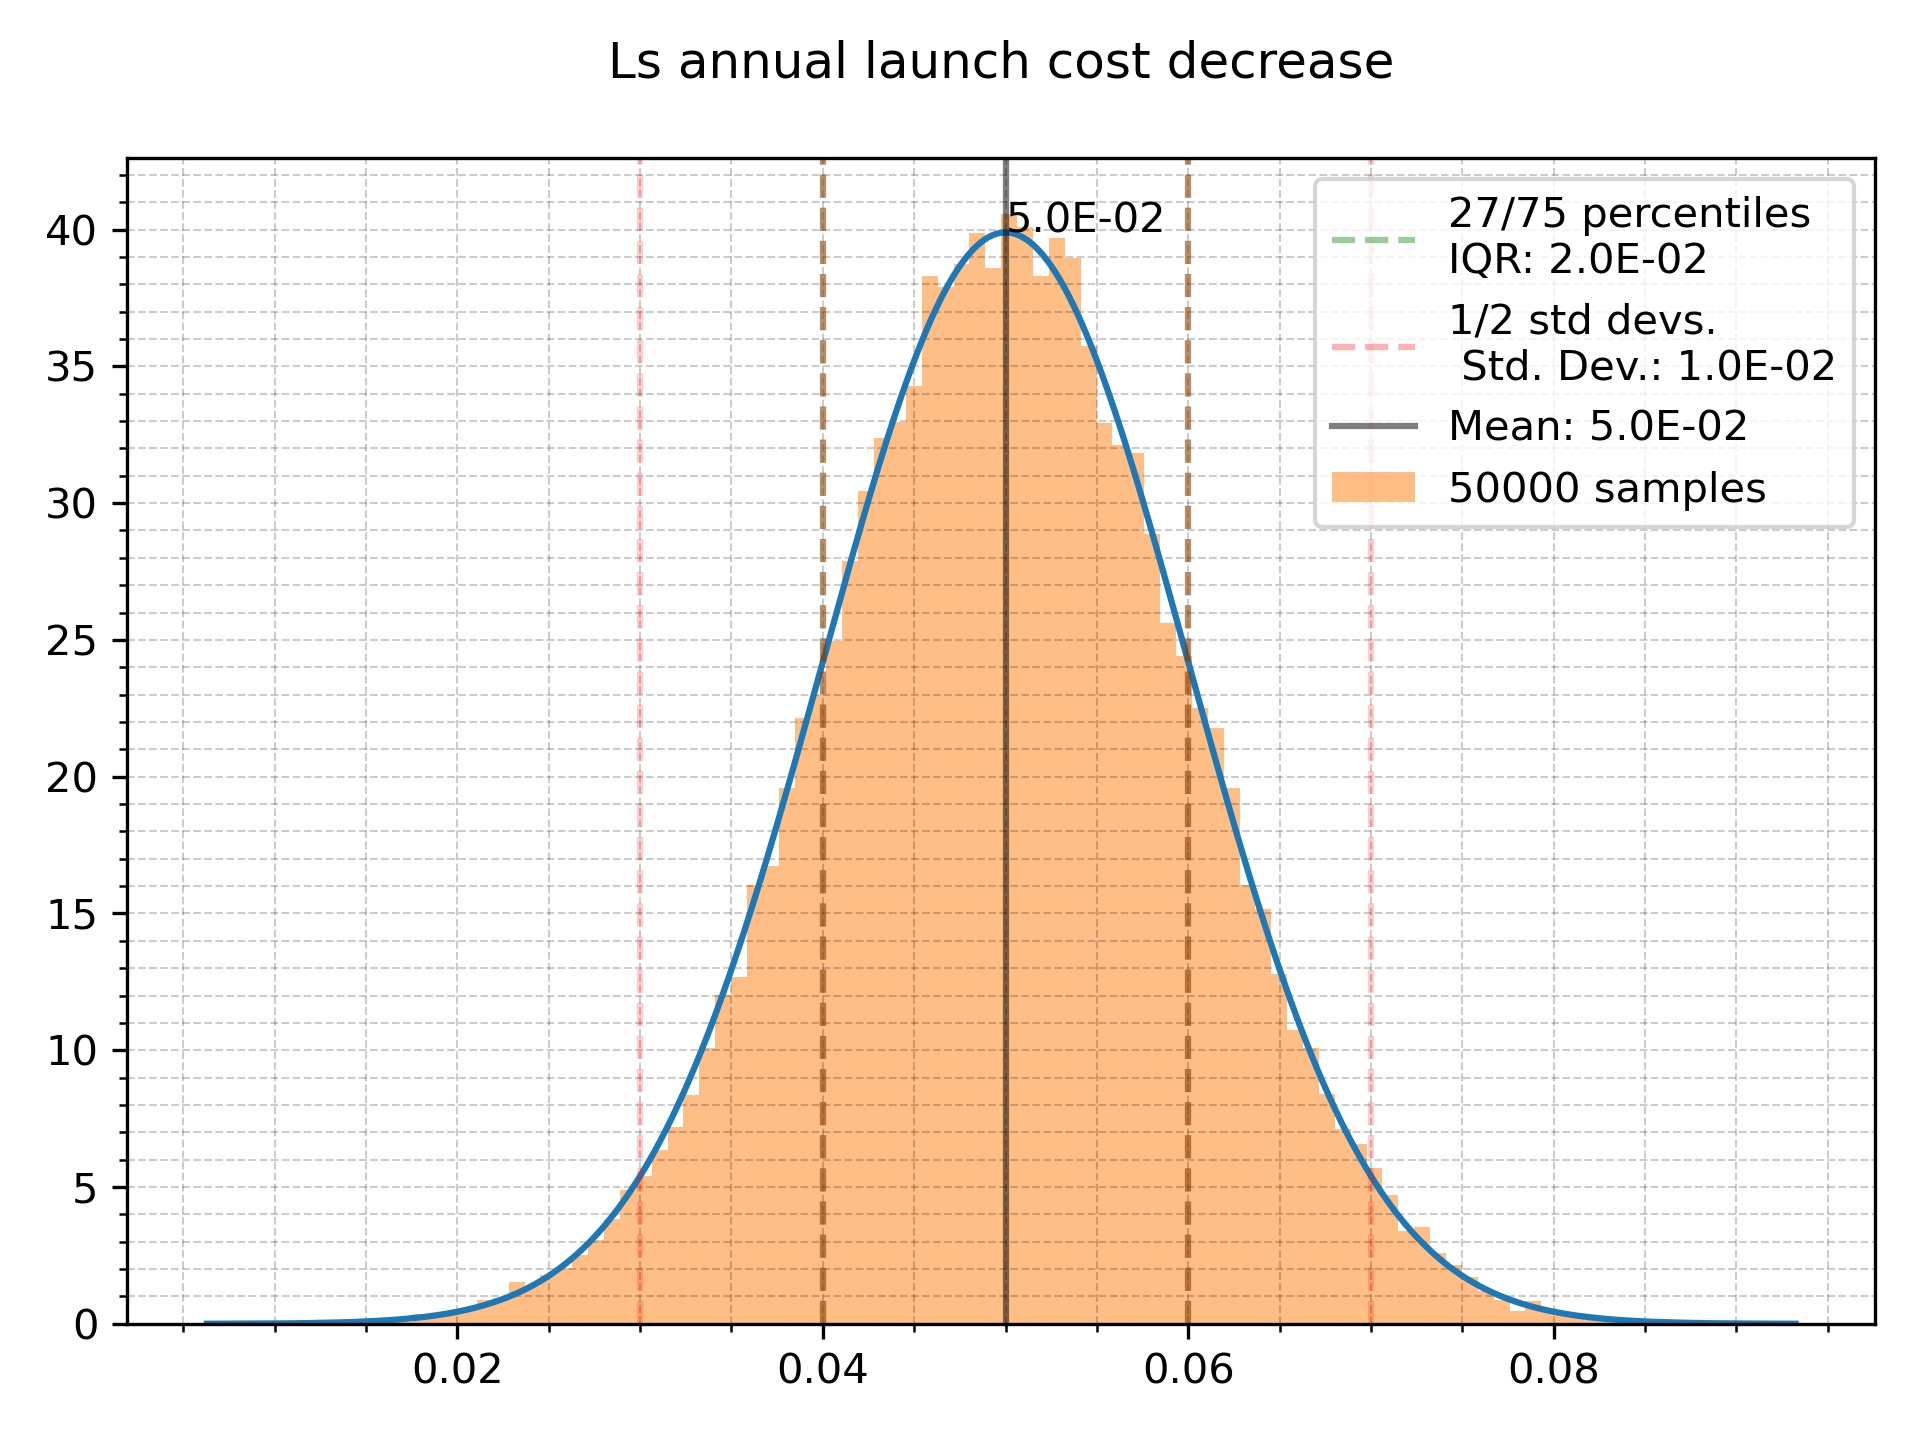 Ls annual launch cost decrease
5.0E-02
27/75 percentiles
IQR: 2.0E-02
1/2 std devs.
Std. Dev.: 1.0E-02
Mean: 5.0E-02
50000 samples
40
35
30
25
20
15
10
5
0
0.02 0.04 0.06 0.08